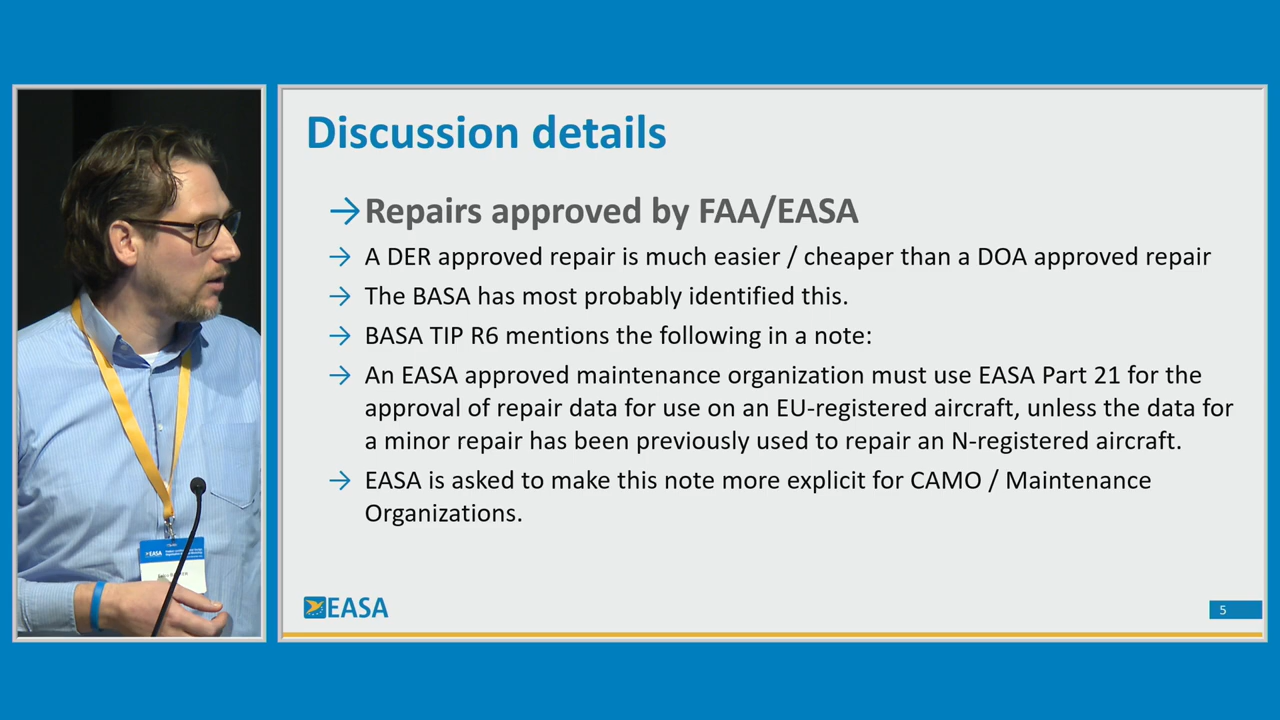 Discussion details
→ Repairs approved by FAA/EASA
→ A DER approved repair is much easier / cheaper than a DOA approved repair
→ The BASA has most probably identified this.
→ BASA TIP R6 mentions the following in a note:
→ An EASA approved maintenance organization must use EASA Part 21 for the
approval of repair data for use on an EU-registered aircraft, unless the data for
a minor repair has been previously used to repair an N-registered aircraft.
→ EASA is asked to make this note more explicit for CAMO / Maintenance
Organizations.
EASA
5
EASA